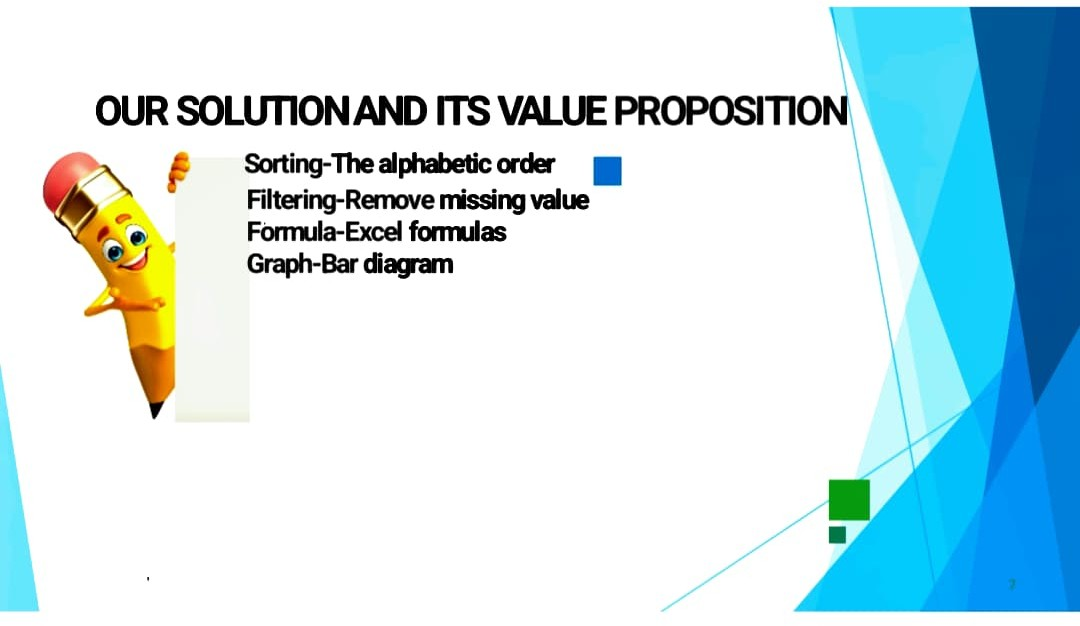 OUR SOLUTION AND ITS VALUE PROPOSITION
Sorting-The alphabetic order
Filtering-Remove missing value
Formula-Excel formulas
Graph-Bar diagram